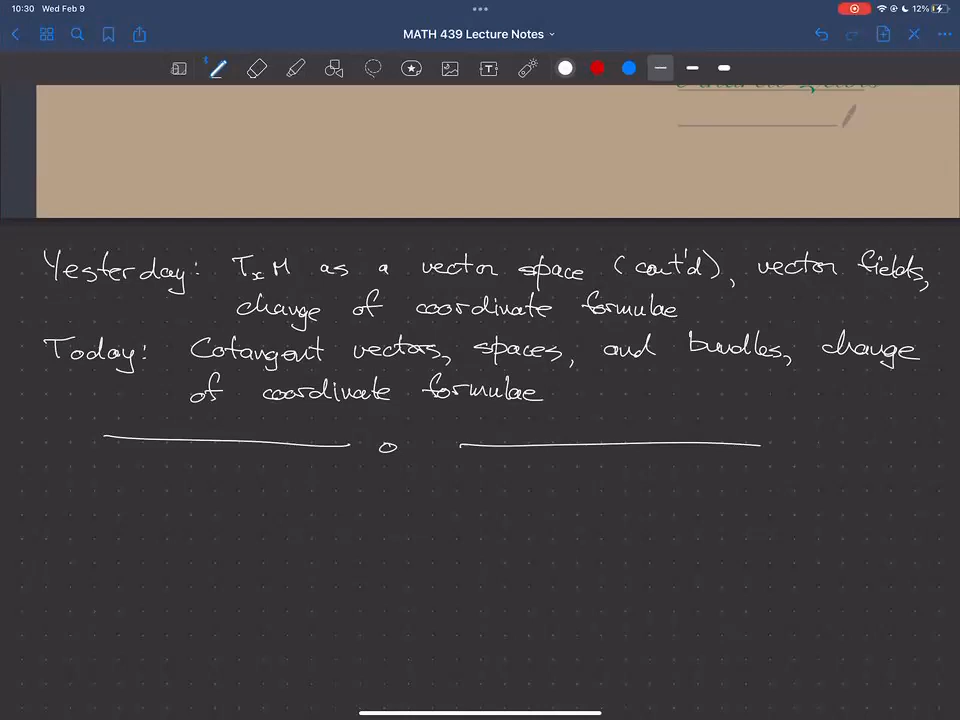 10:30 Wed Feb 9
12%
MATH 439 Lecture Notes
Yesterday: TₓM as a vector space (cont'd), vector fields,
change of coordinate formulae
Today: Cotangent vectors, spaces, and bundles, change
of coordinate formulae